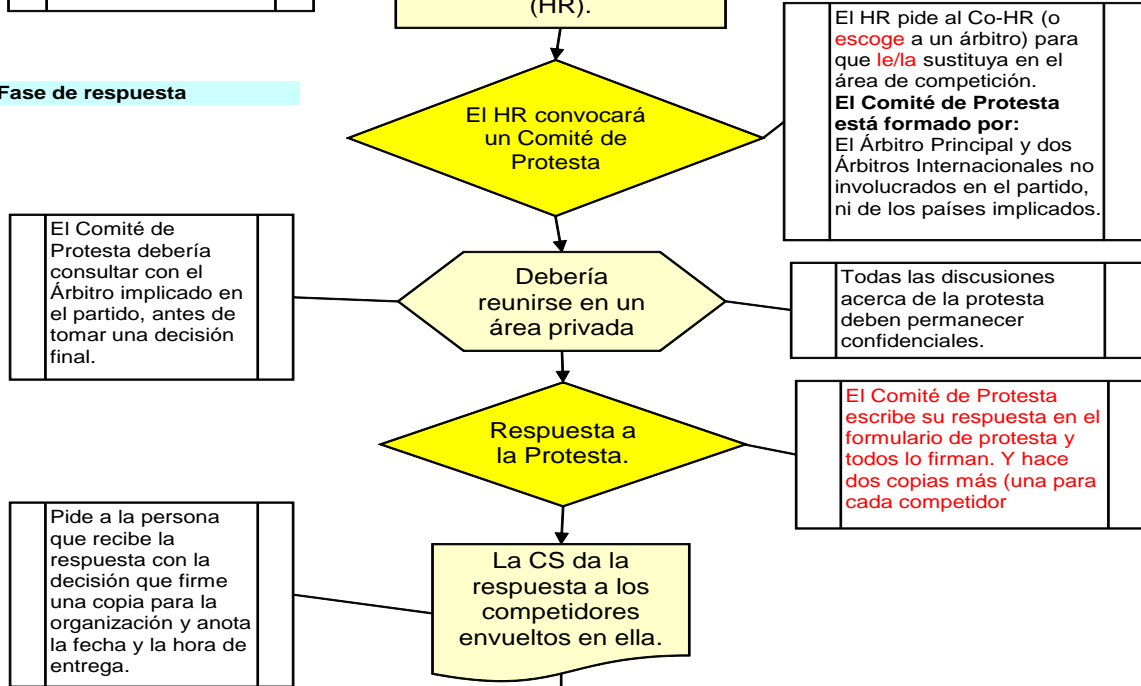 (HR).
El HR pide al Co-HR (o
escoge a un árbitro) para
que le/la sustituya en el
área de competición.
El Comité de Protesta
está formado por:
El Árbitro Principal y dos
Árbitros Internacionales no
involucrados en el partido,
ni de los países implicados.
Fase de respuesta
El HR convocará
un Comité de
Protesta
El Comité de
Protesta debería
consultar con el
Árbitro implicado en
el partido, antes de
tomar una decisión
final.
Debería
reunirse en un
área privada
Todas las discusiones
acerca de la protesta
deben permanecer
confidenciales.
Respuesta a
la Protesta.
El Comité de Protesta
escribe su respuesta en el
formulario de protesta y
todos lo firman. Y hace
dos copias más (una para
cada competidor
Pide a la persona
que recibe la
respuesta con la
decisión que firme
una copia para la
organización y anota
la fecha y la hora de
entrega.
La CS da la
respuesta a los
competidores
envueltos en ella.